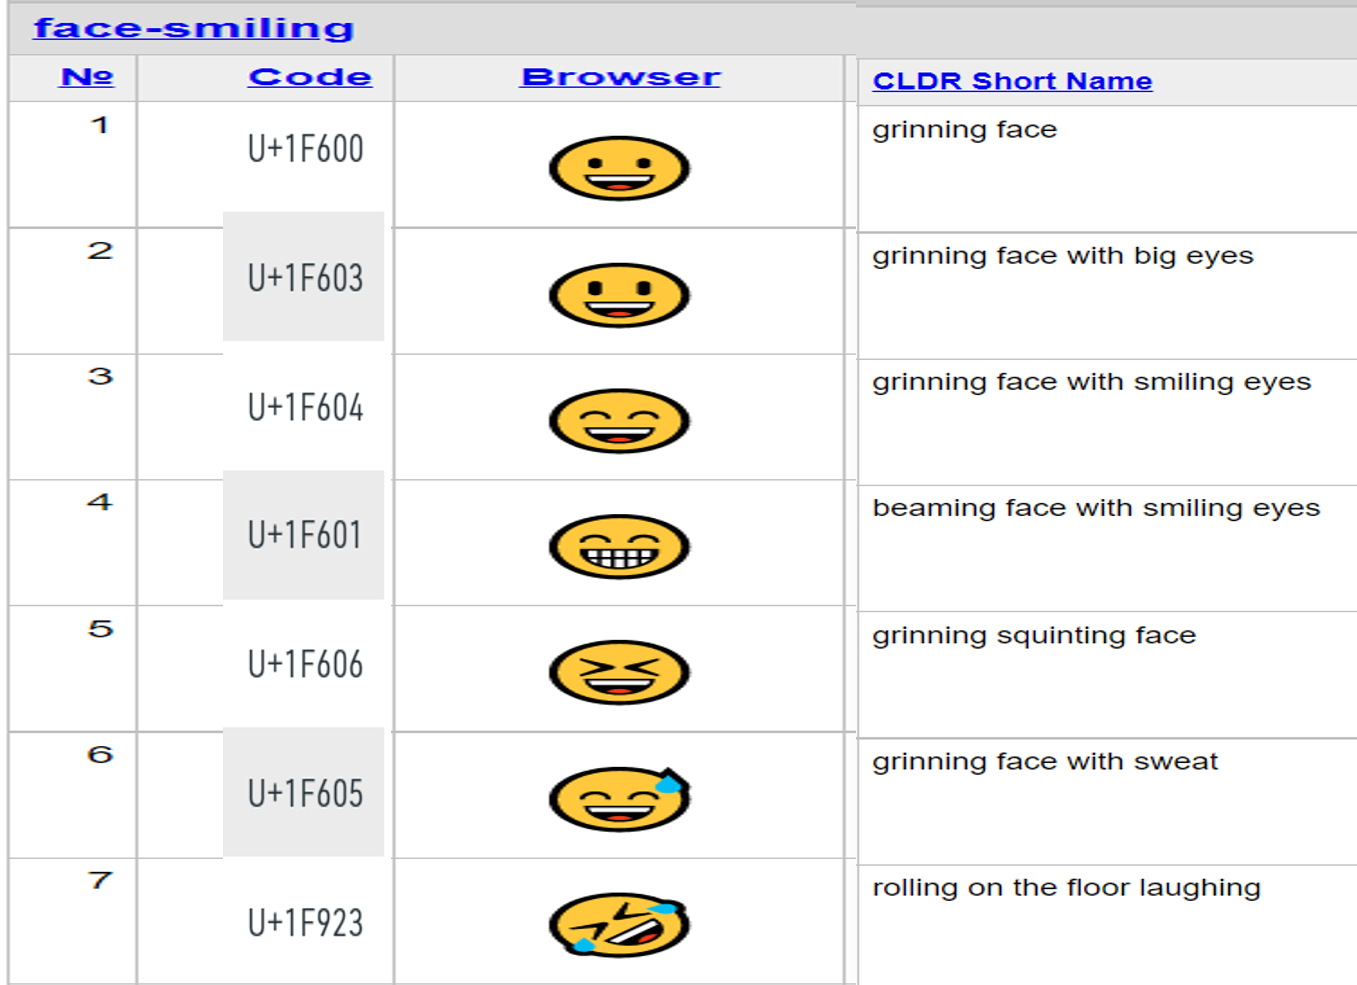 face-smiling
№ Code Browser CLDR Short Name
1 U+1F600 grinning face
2 U+1F603 grinning face with big eyes
3 U+1F604 grinning face with smiling eyes
4 U+1F601 beaming face with smiling eyes
5 U+1F606 grinning squinting face
6 U+1F605 grinning face with sweat
7 U+1F923 rolling on the floor laughing